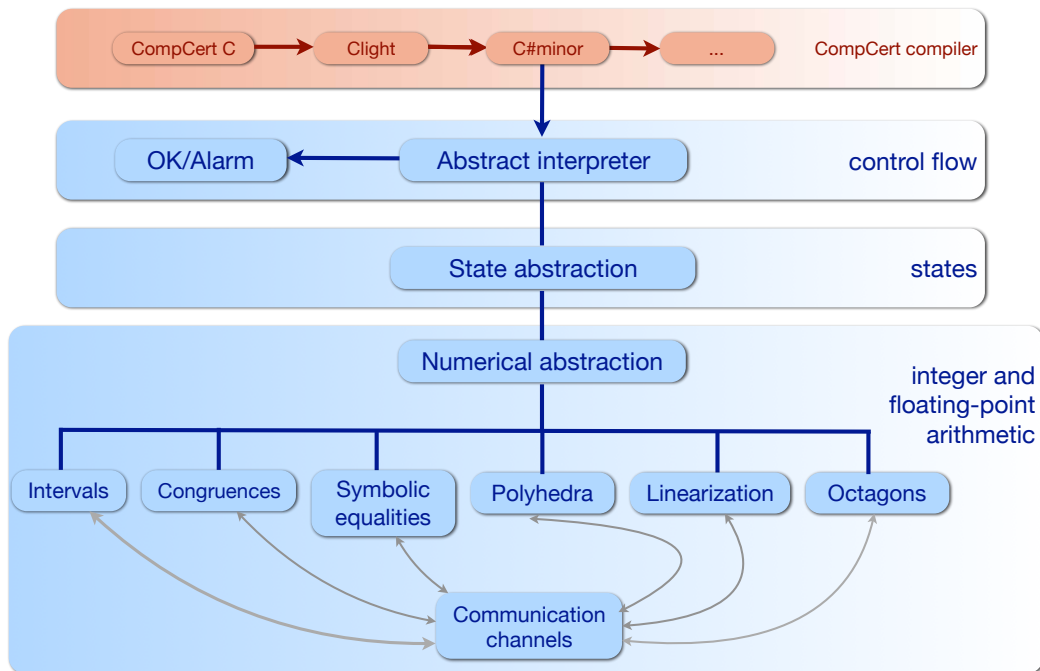 CompCert C
Clight
C#minor
...
CompCert compiler
OK/Alarm
Abstract interpreter
control flow
State abstraction
states
Numerical abstraction
integer and
floating-point
arithmetic
Intervals
Congruences
Symbolic
equalities
Polyhedra
Linearization
Octagons
Communication
channels